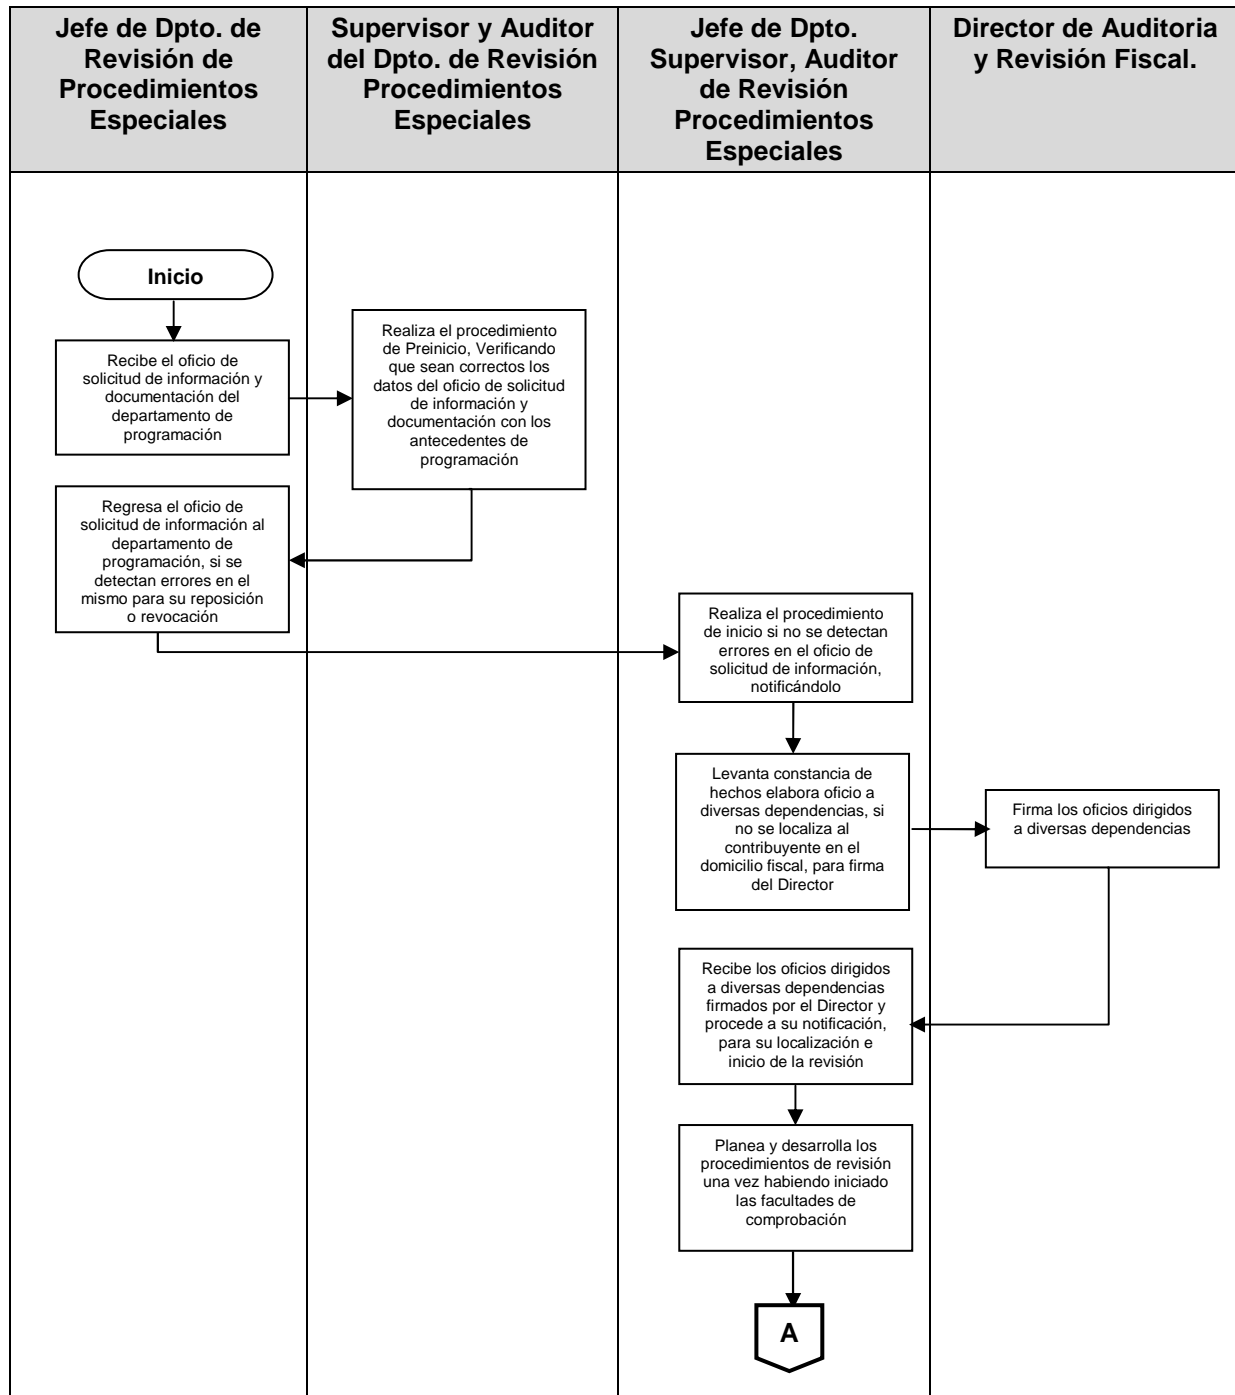 Jefe de Dpto. de
Revisión de
Procedimientos
Especiales
Supervisor y Auditor
del Dpto. de Revisión
Procedimientos
Especiales
Jefe de Dpto.
Supervisor, Auditor
de Revisión
Procedimientos
Especiales
Director de Auditoria
y Revisión Fiscal.
Inicio
Recibe el oficio de
solicitud de información y
documentación del
departamento de
programación
Realiza el procedimiento
de Preinicio, Verificando
que sean correctos los
datos del oficio de solicitud
de información y
documentación con los
antecedentes de
programación
Regresa el oficio de
solicitud de información al
departamento de
programación, si se
detectan errores en el
mismo para su reposición
o revocación
Realiza el procedimiento
de inicio si no se detectan
errores en el oficio de
solicitud de información,
notificándolo
Levanta constancia de
hechos elabora oficio a
diversas dependencias, si
no se localiza al
contribuyente en el
domicilio fiscal, para firma
del Director
Firma los oficios dirigidos
a diversas dependencias
Recibe los oficios dirigidos
a diversas dependencias
firmados por el Director y
procede a su notificación,
para su localización e
inicio de la revisión
Planea y desarrolla los
procedimientos de revisión
una vez habiendo iniciado
las facultades de
comprobación
A